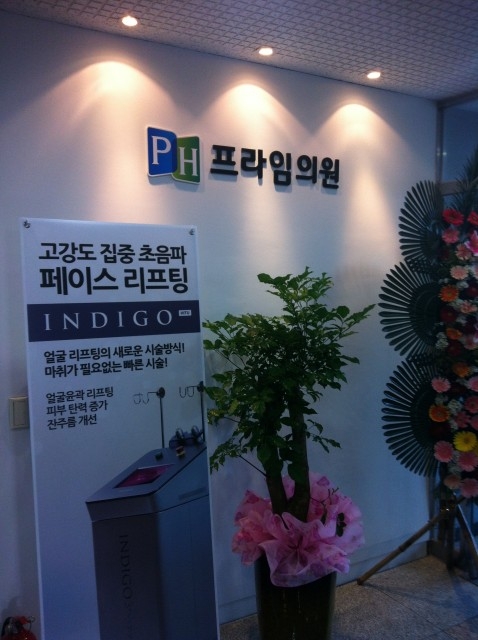 PH 프라임의원
고강도 집중 초음파
페이스 리프팅
INDIGO
얼굴 리프팅의 새로운 시술방식!
마취가 필요없는 빠른 시술!
얼굴윤곽 리프팅
피부 탄력 증가
잔주름 개선
INDIGO